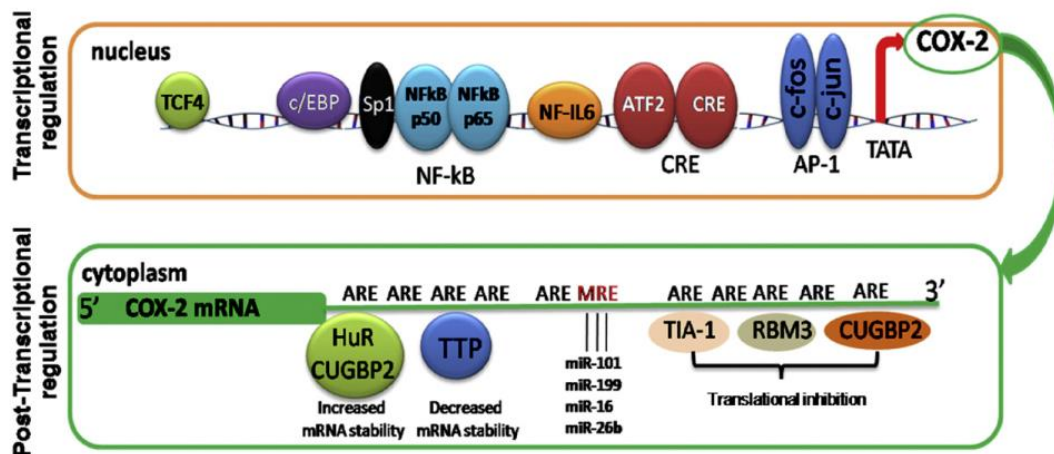 Transcriptional
regulation
nucleus
COX-2
TCF4
c/EBP
Sp1
NFkB
p50
NFkB
p65
NF-IL6
ATF2
CRE
c-fos
c-jun
NF-kB
CRE
AP-1
TATA
Post-Transcriptional
regulation
cytoplasm
5’ COX-2 mRNA
ARE ARE ARE ARE ARE MRE ARE ARE ARE ARE ARE 3’
HuR
CUGBP2
TTP
TIA-1
RBM3
CUGBP2
Increased
mRNA stability
Decreased
mRNA stability
miR-101
miR-199
miR-16
miR-26b
Translational inhibition